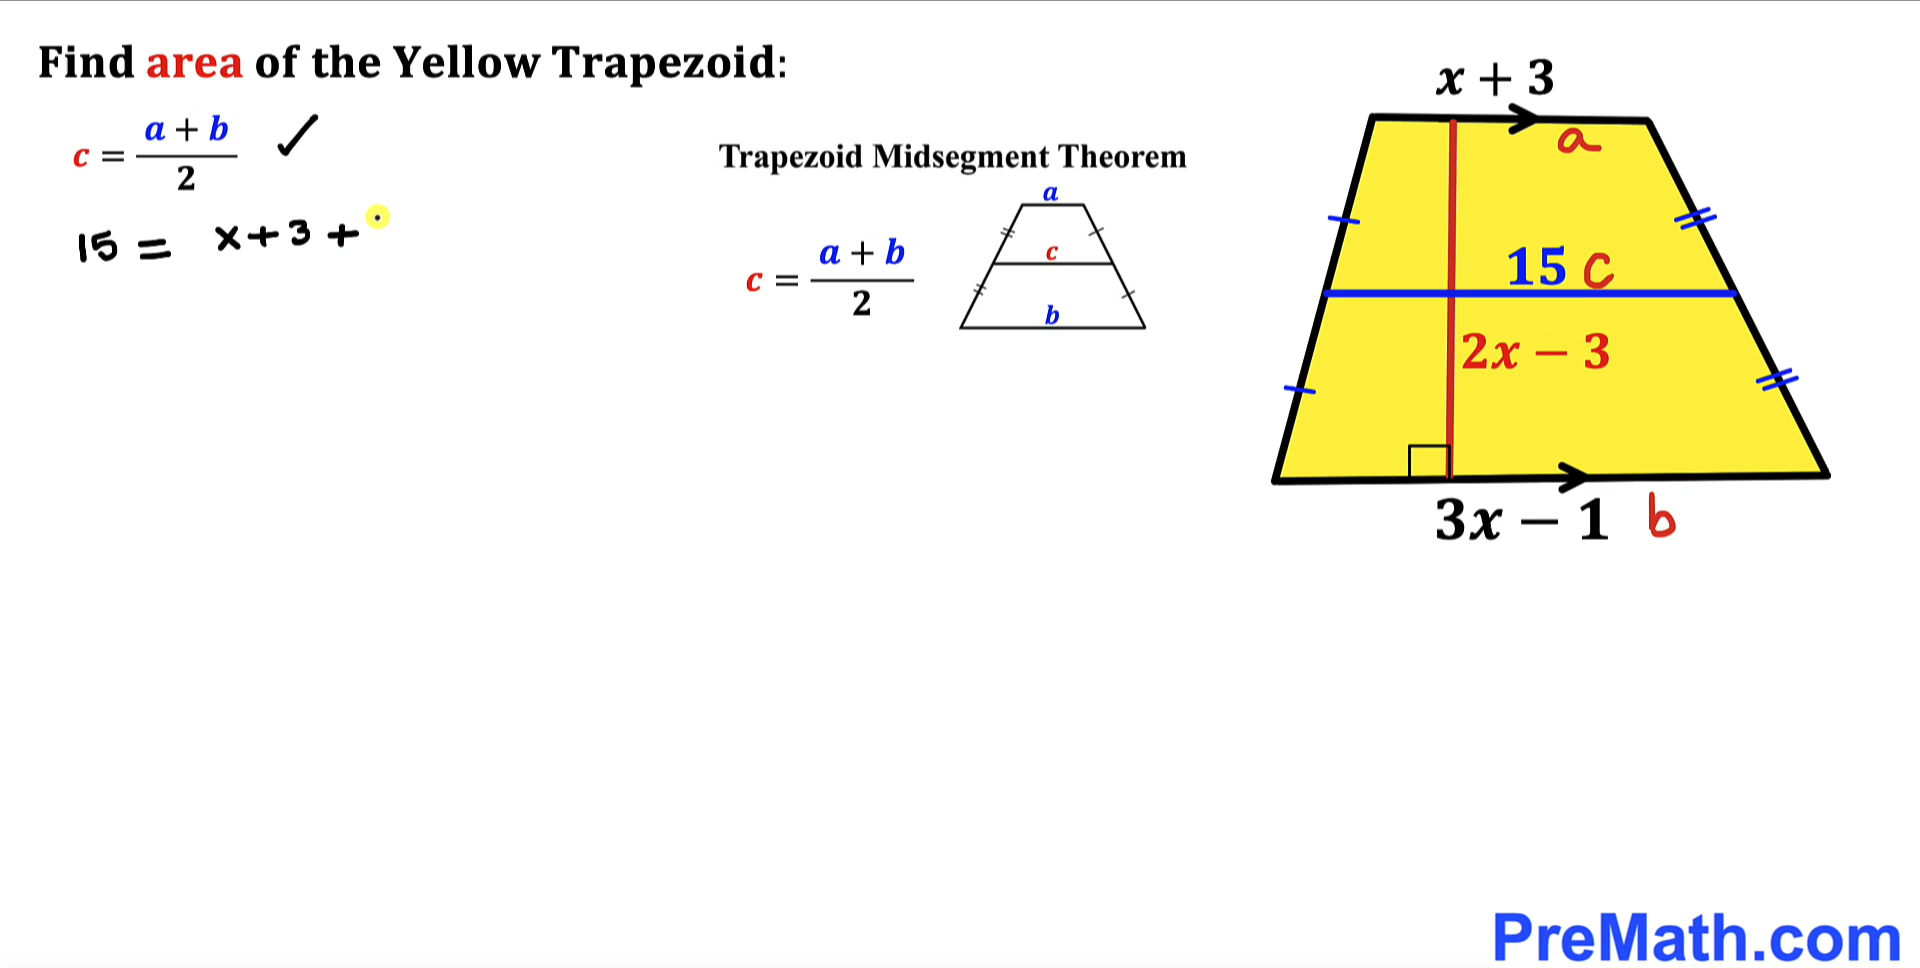 Find area of the Yellow Trapezoid:
c = (a + b)/2 ✓
15 = x+3 +
Trapezoid Midsegment Theorem
c = (a + b)/2
a
c
b
x + 3
a
15 c
2x − 3
3x − 1 b
PreMath.com